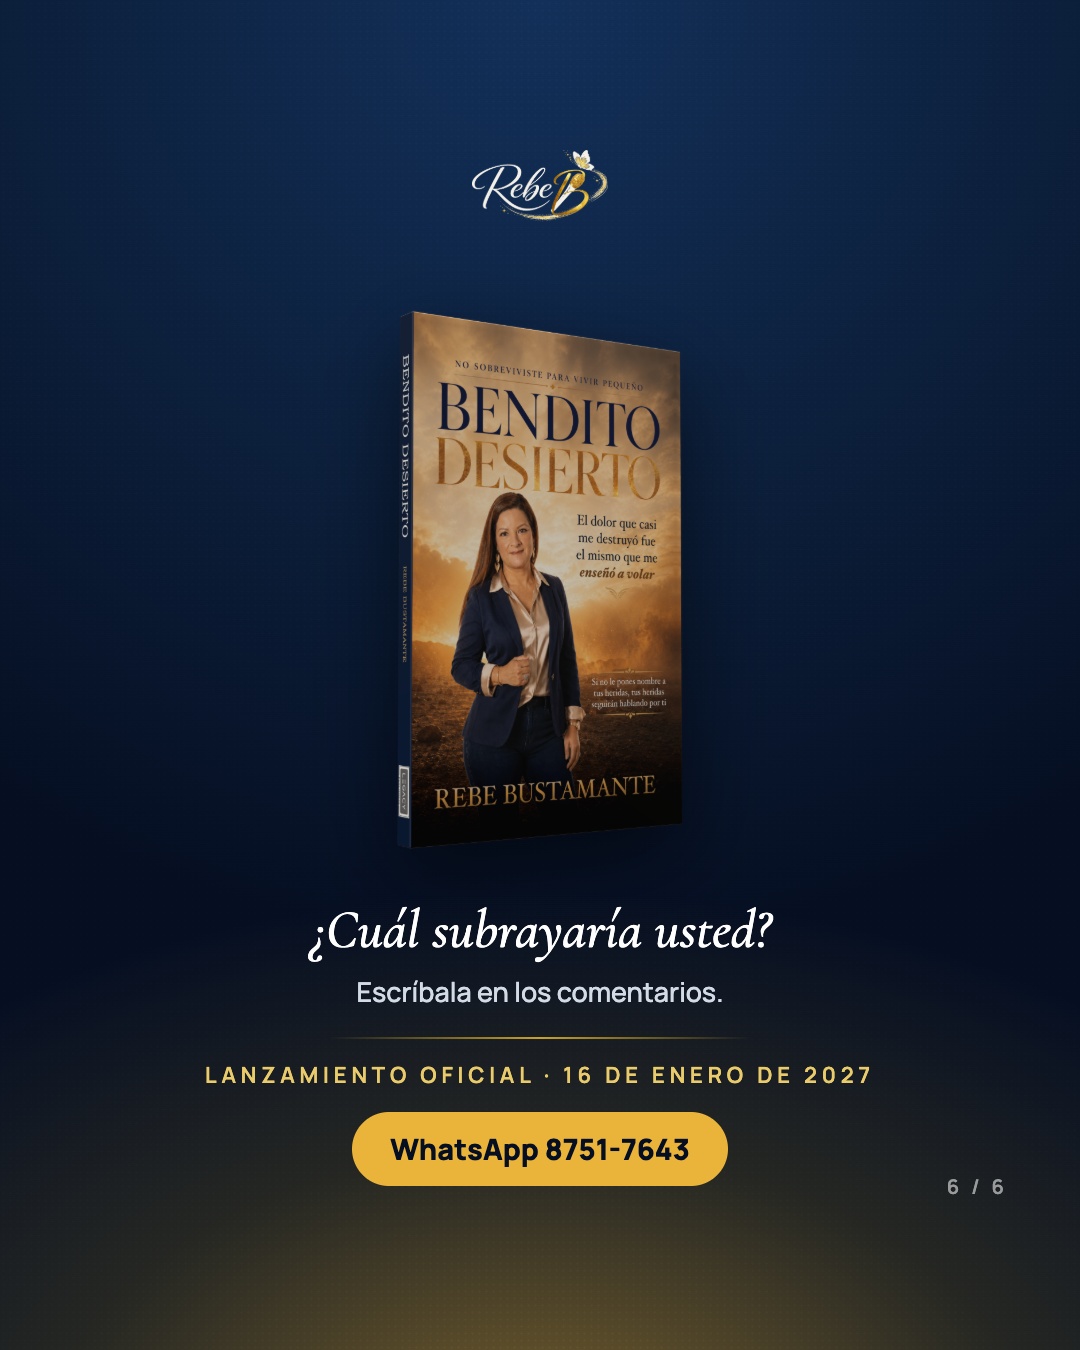 Rebe B
NO SOBREVIVISTE PARA VIVIR PEQUEÑO
BENDITO
DESIERTO
El dolor que casi
me destruyó fue
el mismo que me
enseñó a volar
Si no le pones nombre a
tus heridas, tus heridas
seguirán hablando por ti
REBE BUSTAMANTE
BENDITO DESIERTO
REBE BUSTAMANTE
LEGACY
¿Cuál subrayaría usted?
Escríbala en los comentarios.
LANZAMIENTO OFICIAL · 16 DE ENERO DE 2027
WhatsApp 8751-7643
6 / 6